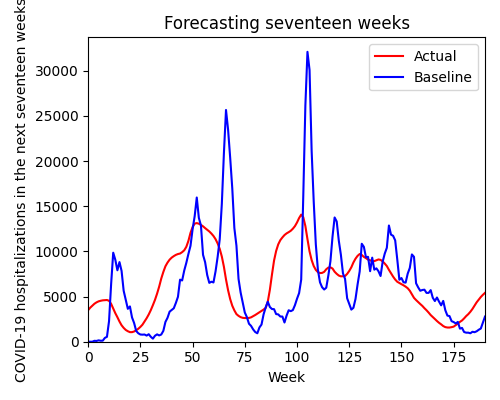 Forecasting seventeen weeks
COVID-19 hospitalizations in the next seventeen weeks
30000
25000
20000
15000
10000
5000
0
Actual
Baseline
0 25 50 75 100 125 150 175
Week